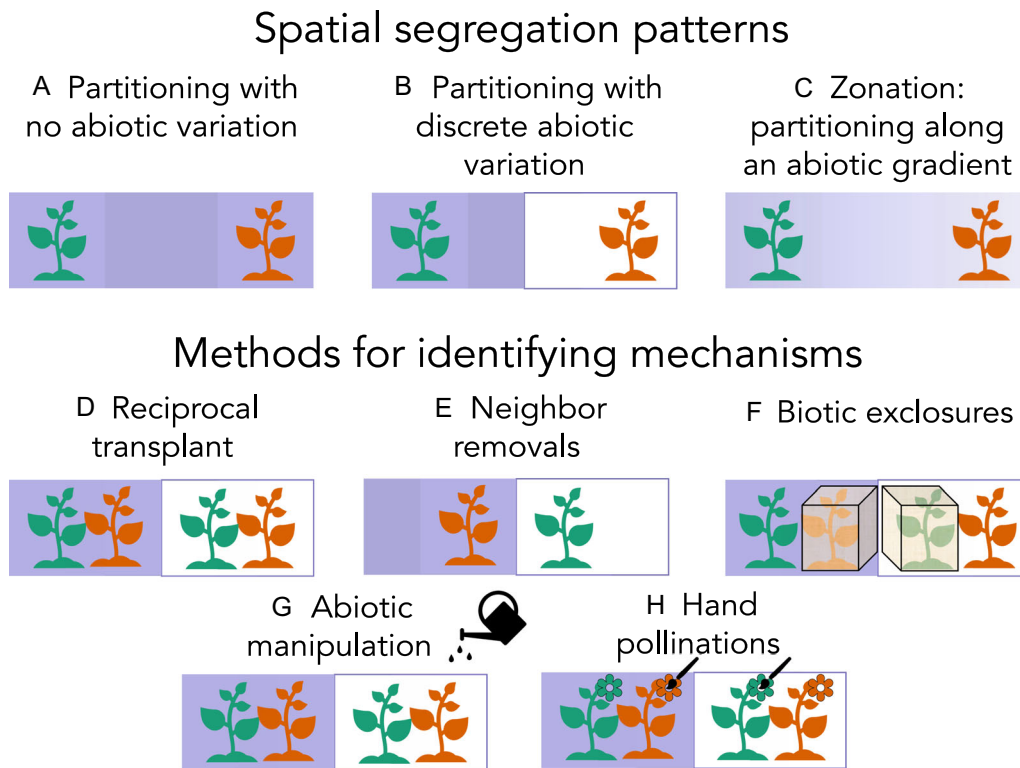 Spatial segregation patterns
A Partitioning with
no abiotic variation
B Partitioning with
discrete abiotic
variation
C Zonation:
partitioning along
an abiotic gradient
Methods for identifying mechanisms
D Reciprocal
transplant
E Neighbor
removals
F Biotic exclosures
G Abiotic
manipulation
H Hand
pollinations